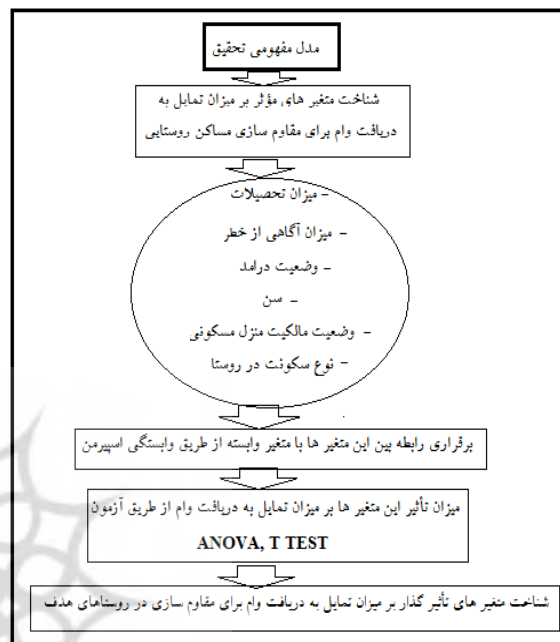 مدل مفهومی تحقیق
شناخت متغیر های مؤثر بر میزان تمایل به
دریافت وام برای مقاوم سازی مساکن روستایی
- میزان تحصیلات
- میزان آگاهی از خطر
- وضعیت درامد
- سن
- وضعیت مالکیت منزل مسکونی
- نوع سکونت در روستا
برقراری رابطه بین این متغیر ها با متغیر وابسته از طریق وابستگی اسپیرمن
میزان تأثیر این متغیر ها بر میزان تمایل به دریافت وام از طریق آزمون
ANOVA, T TEST
شناخت متغیر های تأثیر گذار بر میزان تمایل به دریافت وام برای مقاوم سازی در روستاهای هدف